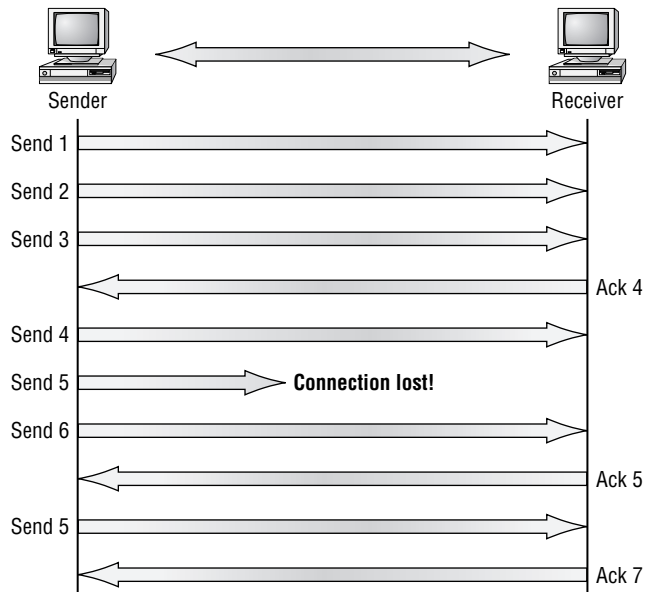 Sender
Receiver
Send 1
Send 2
Send 3
Ack 4
Send 4
Send 5
Connection lost!
Send 6
Ack 5
Send 5
Ack 7